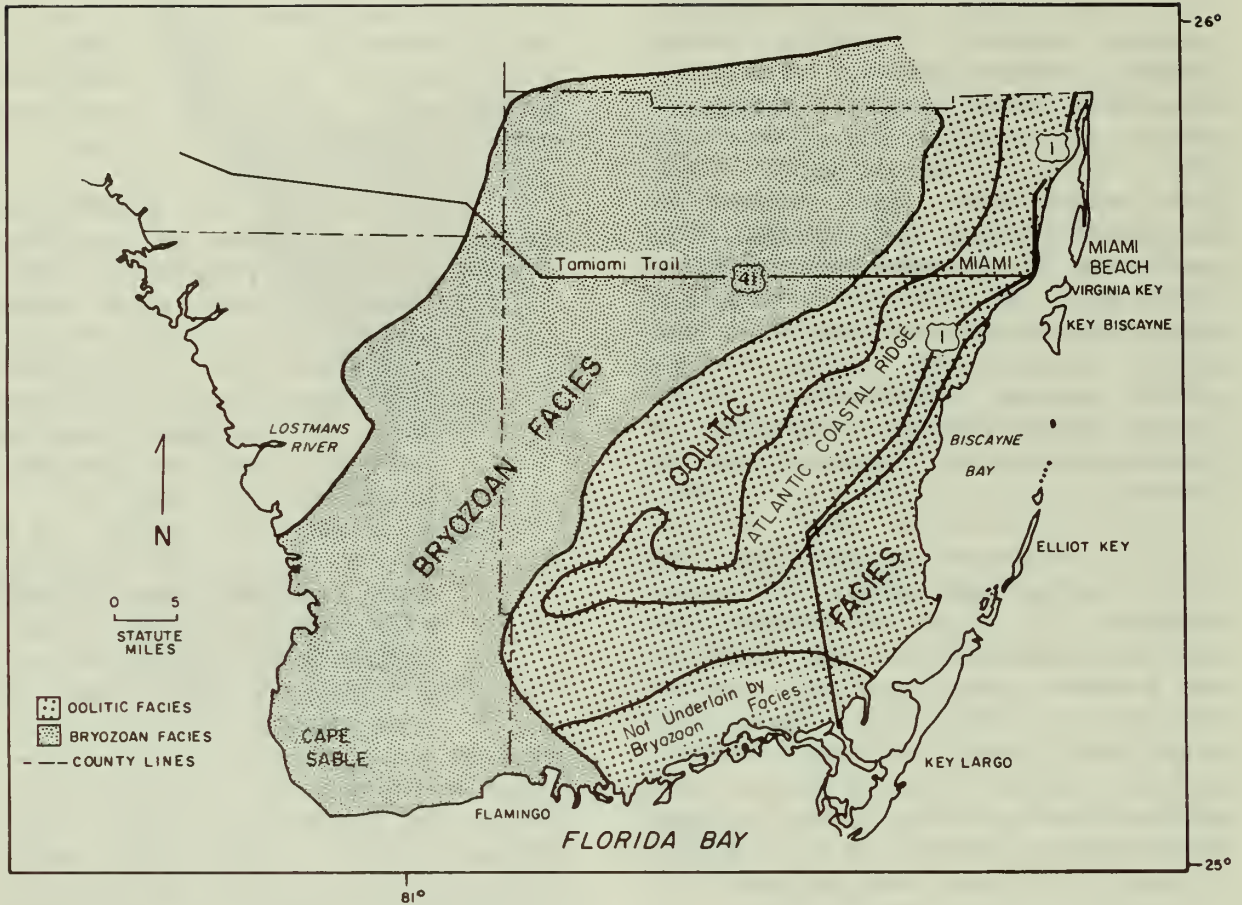 26°
1
Tamiami Trail
41
MIAMI
MIAMI
BEACH
VIRGINIA KEY
KEY BISCAYNE
1
BRYOZOAN FACIES
OOLITIC
FACIES
ATLANTIC COASTAL RIDGE
LOSTMANS
RIVER
BISCAYNE
BAY
N
ELLIOT KEY
0 5
STATUTE
MILES
OOLITIC FACIES
BRYOZOAN FACIES
COUNTY LINES
CAPE
SABLE
Not Underlain by
Bryozoan Facies
KEY LARGO
FLAMINGO
FLORIDA BAY
25°
81°